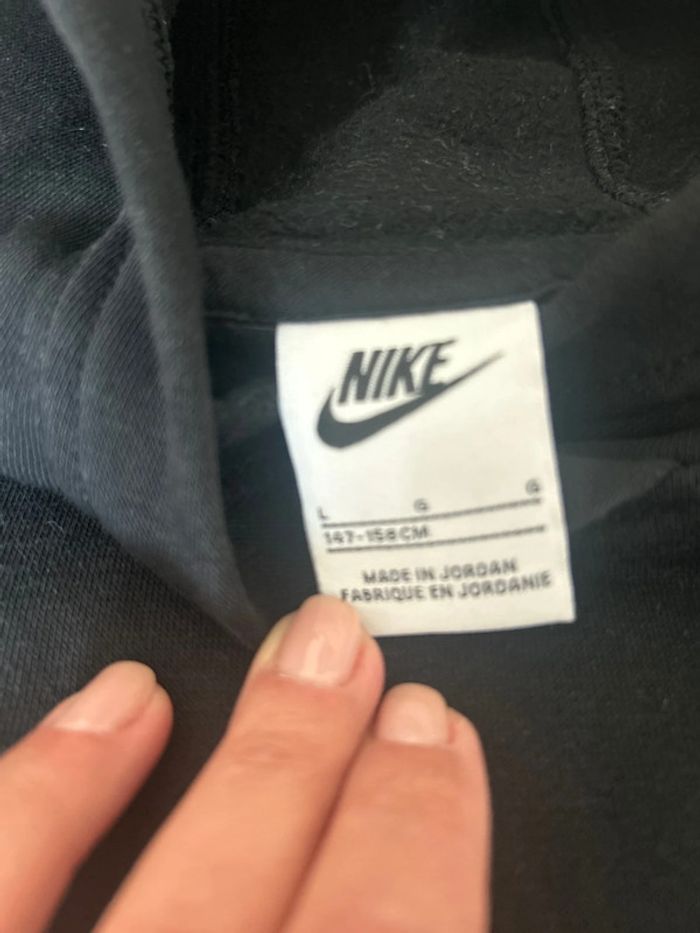 NIKE
L G G
147-158CM
MADE IN JORDAN
FABRIQUE EN JORDANIE